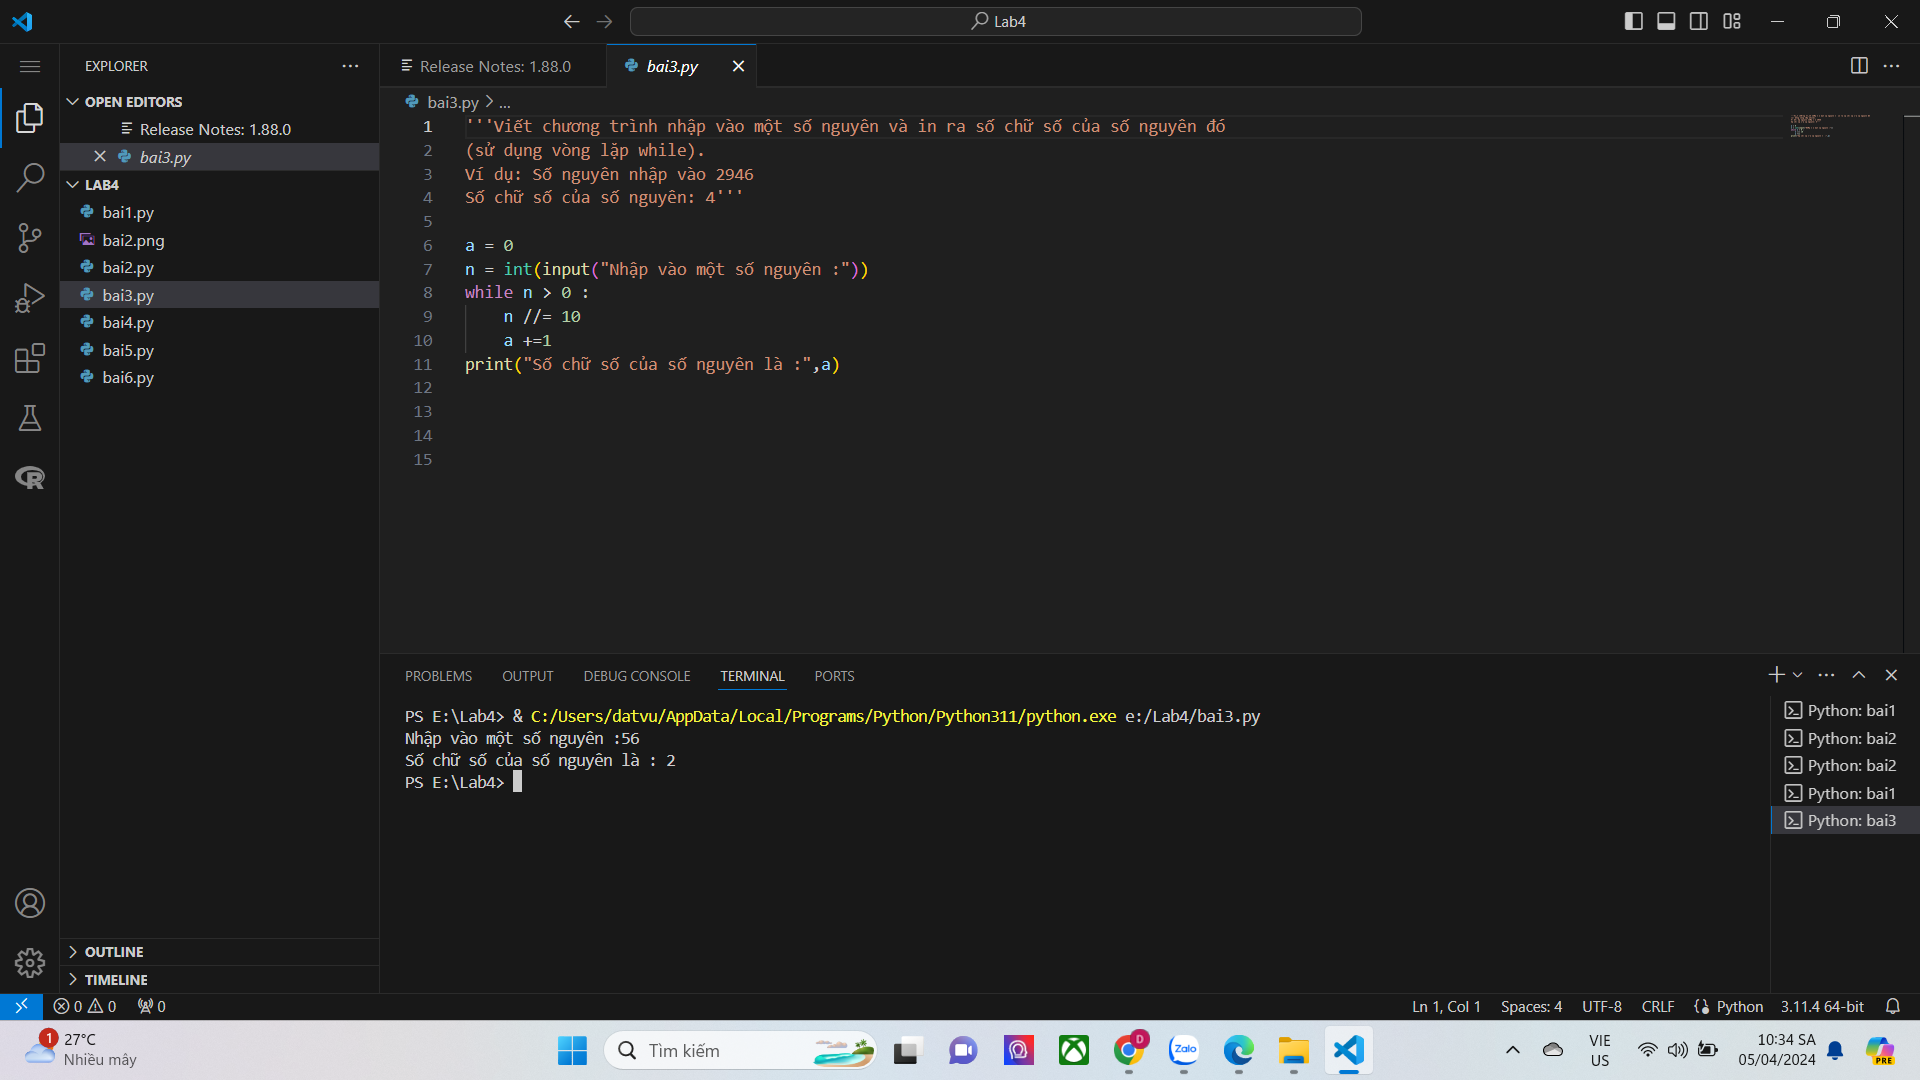 Lab4
EXPLORER
Release Notes: 1.88.0
bai3.py
OPEN EDITORS
Release Notes: 1.88.0
bai3.py
LAB4
bai1.py
bai2.png
bai2.py
bai3.py
bai4.py
bai5.py
bai6.py
OUTLINE
TIMELINE
bai3.py > ...
1 '''Viết chương trình nhập vào một số nguyên và in ra số chữ số của số nguyên đó
2 (sử dụng vòng lặp while).
3 Ví dụ: Số nguyên nhập vào 2946
4 Số chữ số của số nguyên: 4'''
5
6 a = 0
7 n = int(input("Nhập vào một số nguyên :"))
8 while n > 0 :
9 n //= 10
10 a +=1
11 print("Số chữ số của số nguyên là :",a)
12
13
14
15
PROBLEMS OUTPUT DEBUG CONSOLE TERMINAL PORTS
PS E:\Lab4> & C:/Users/datvu/AppData/Local/Programs/Python/Python311/python.exe e:/Lab4/bai3.py
Nhập vào một số nguyên :56
Số chữ số của số nguyên là : 2
PS E:\Lab4>
Python: bai1
Python: bai2
Python: bai2
Python: bai1
Python: bai3
0 0 0
Ln 1, Col 1 Spaces: 4 UTF-8 CRLF Python 3.11.4 64-bit
1
27°C
Nhiều mây
Tìm kiếm
D
Zalo
VIE
US
10:34 SA
05/04/2024
PRE